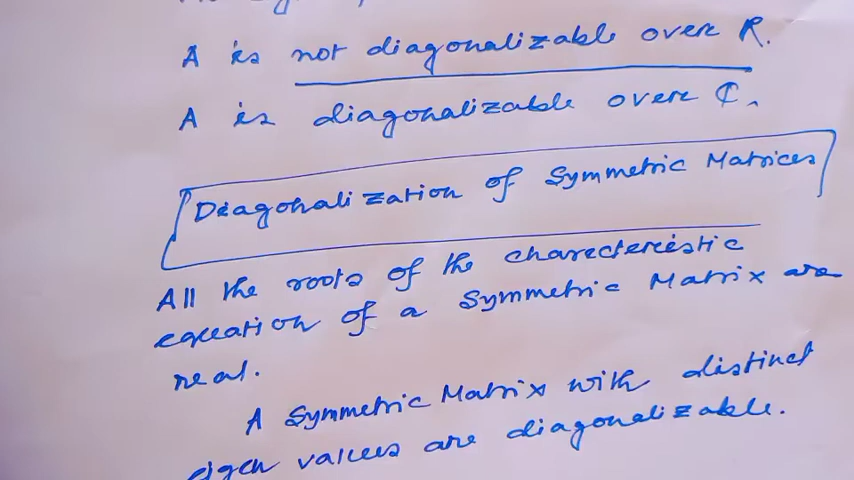 A is not diagonalizable over R.
A is diagonalizable over ℂ.
Diagonalization of Symmetric Matrices
All the roots of the characteristic
equation of a Symmetric Matrix are
real.
A Symmetric Matrix with distinct
eigen values are diagonalizable.